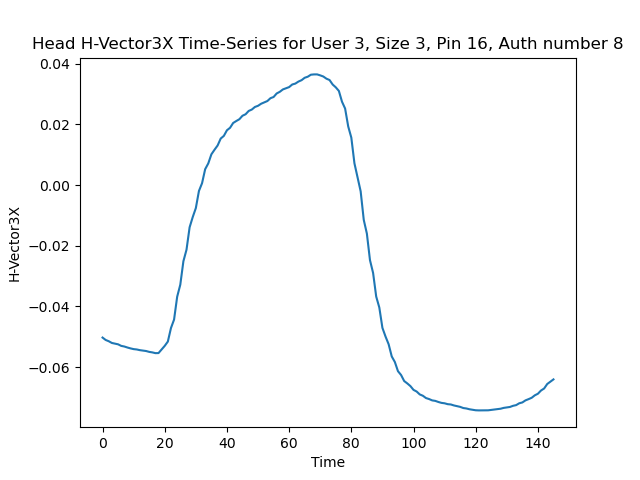 Head H-Vector3X Time-Series for User 3, Size 3, Pin 16, Auth number 8
0.04
0.02
0.00
−0.02
−0.04
−0.06
H-Vector3X
0 20 40 60 80 100 120 140
Time